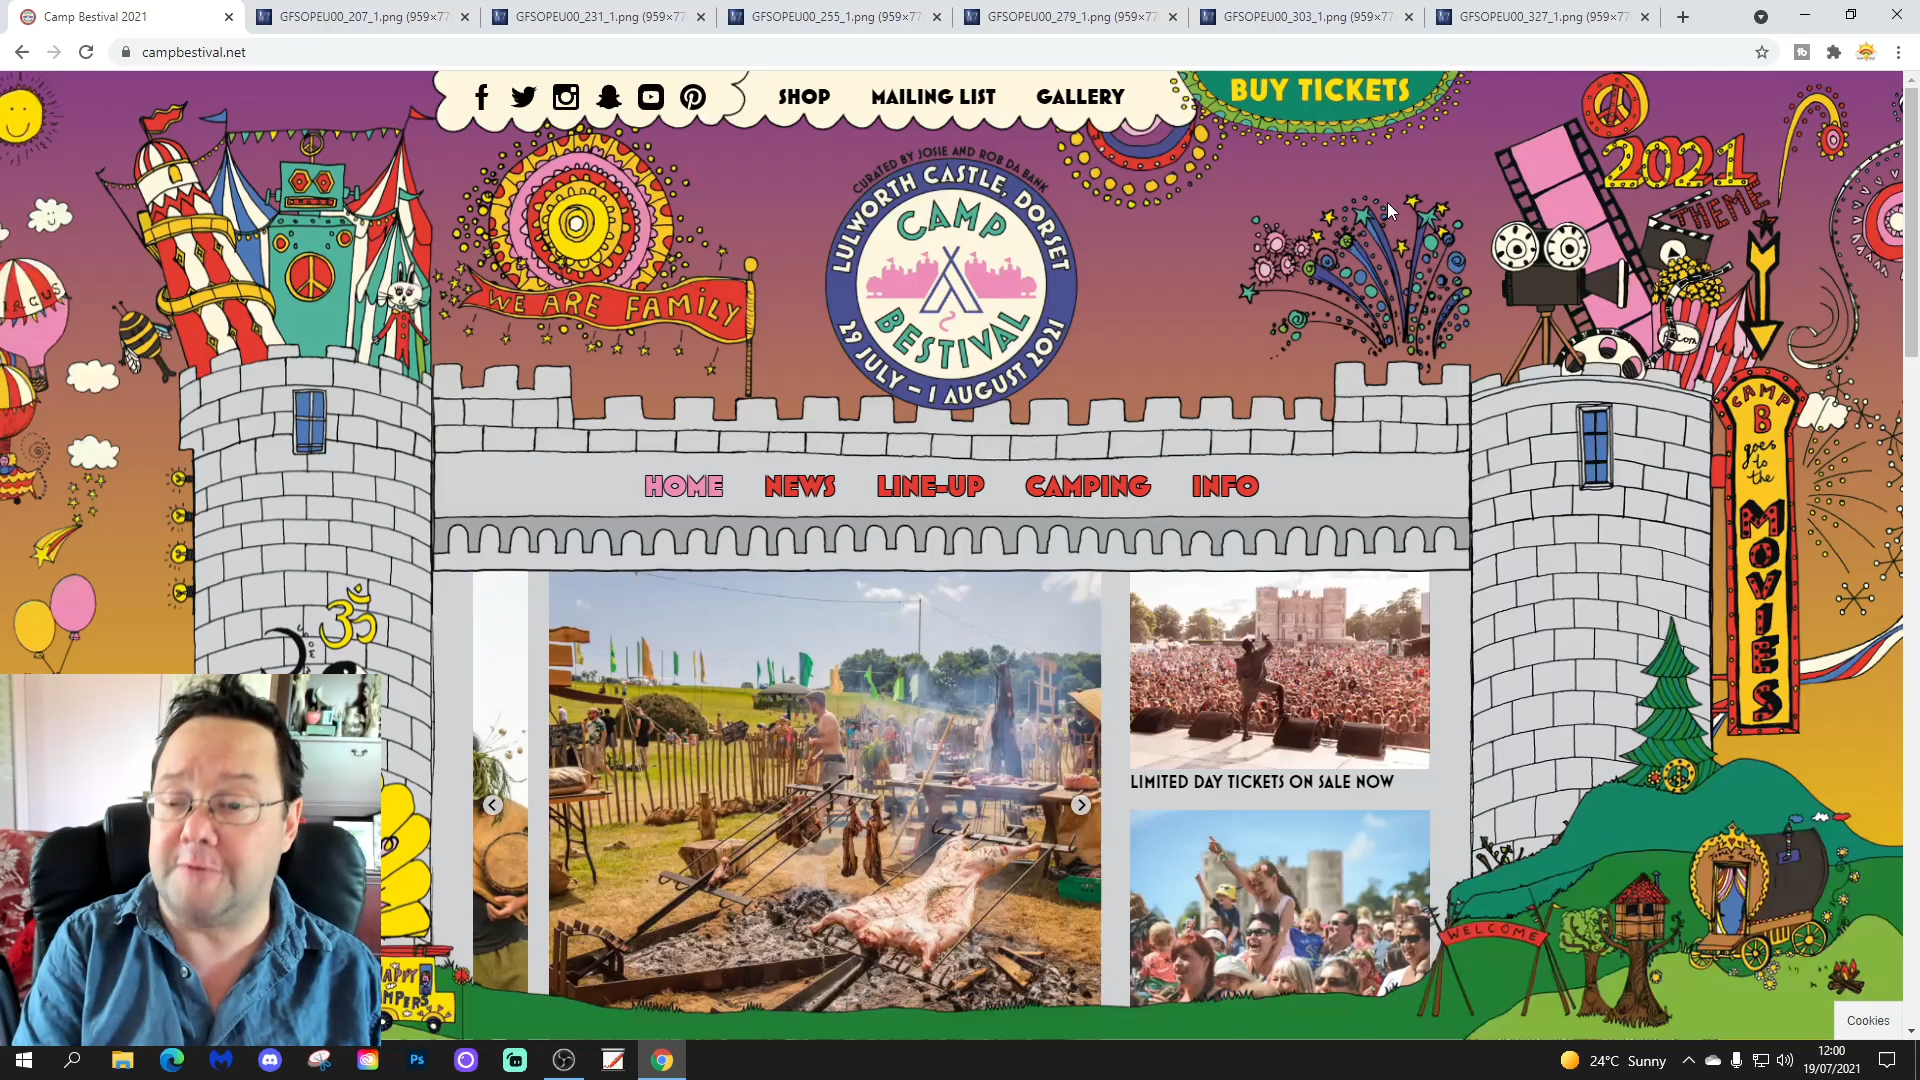 Camp Bestival 2021
GFSOPEU00_207_1.png (959×77
GFSOPEU00_231_1.png (959×77
GFSOPEU00_255_1.png (959×77
GFSOPEU00_279_1.png (959×77
GFSOPEU00_303_1.png (959×77
GFSOPEU00_327_1.png (959×77
campbestival.net
SHOP MAILING LIST GALLERY
BUY TICKETS
2021
THEME
CURATED BY JOSIE AND ROB DA BANK
LULWORTH CASTLE, DORSET
CAMP
BESTIVAL
29 JULY – 1 AUGUST 2021
WE ARE FAMILY
CIRCUS
CAMP
B
goes
to the
MOVIES
HOME NEWS LINE-UP CAMPING INFO
ॐ
LIMITED DAY TICKETS ON SALE NOW
WELCOME
HAPPY
CAMPERS
Cookies
Ps
24°C Sunny
12:00
19/07/2021